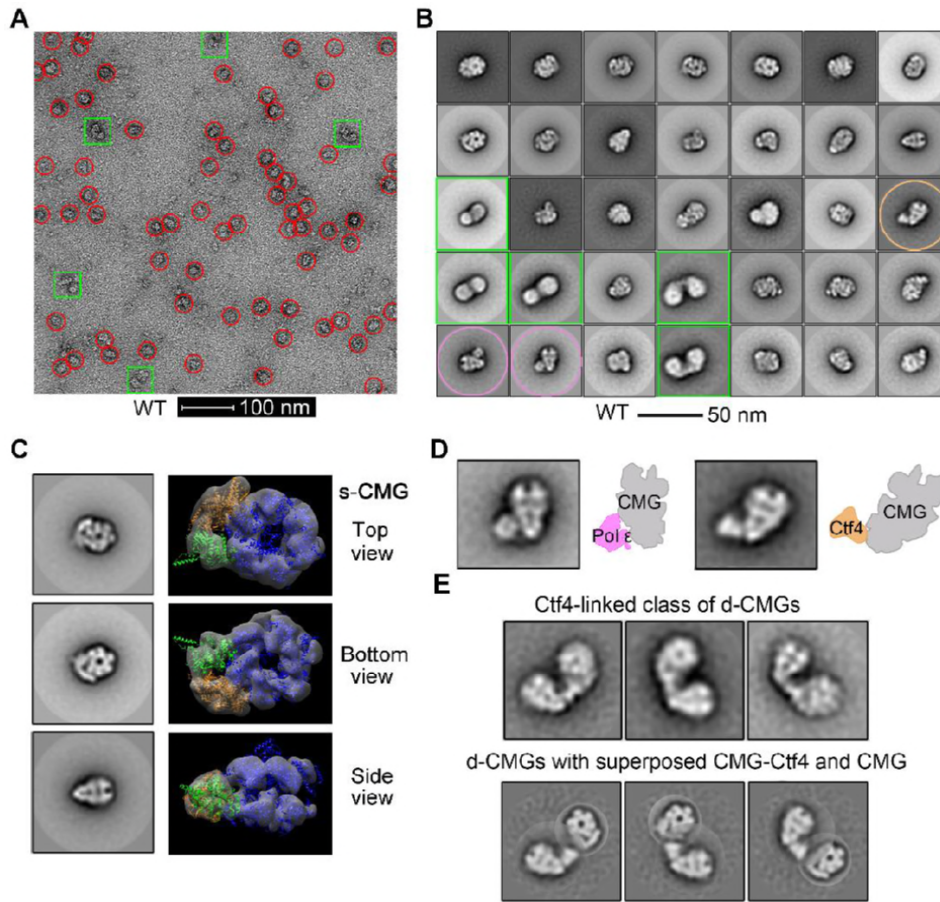 A
WT 100 nm
B
WT 50 nm
C
s-CMG
Top
view
Bottom
view
Side
view
D
CMG
Pol ε
Ctf4
CMG
E
Ctf4-linked class of d-CMGs
d-CMGs with superposed CMG-Ctf4 and CMG